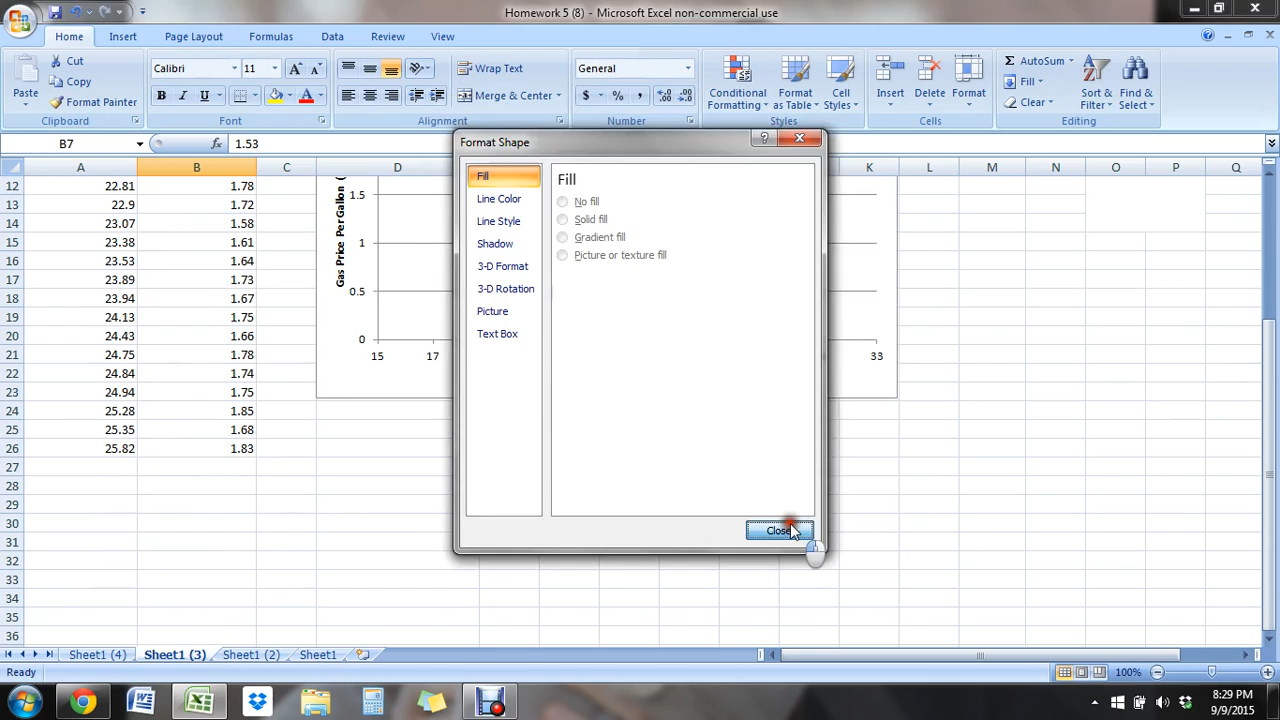 Homework 5 (8) - Microsoft Excel non-commercial use
Home Insert Page Layout Formulas Data Review View
Paste
Cut
Copy
Format Painter
Clipboard
Calibri 11
B I U
Font
Wrap Text
Merge & Center
Alignment
General
$ % ,
Number
Conditional Formatting
Format as Table
Cell Styles
Styles
Insert
Delete
Format
Cells
AutoSum
Fill
Clear
Sort & Filter
Find & Select
Editing
B7 fx 1.53
A B C D K L M N O P Q
12 22.81 1.78
13 22.9 1.72
14 23.07 1.58
15 23.38 1.61
16 23.53 1.64
17 23.89 1.73
18 23.94 1.67
19 24.13 1.75
20 24.43 1.66
21 24.75 1.78
22 24.84 1.74
23 24.94 1.75
24 25.28 1.85
25 25.35 1.68
26 25.82 1.83
27
28
29
30
31
32
33
34
35
36
Gas Price Per Gallon (
1.5
1
0.5
0
15 17 33
Format Shape
Fill
Line Color
Line Style
Shadow
3-D Format
3-D Rotation
Picture
Text Box
Fill
No fill
Solid fill
Gradient fill
Picture or texture fill
Close
Sheet1 (4) Sheet1 (3) Sheet1 (2) Sheet1
Ready 100%
8:29 PM
9/9/2015